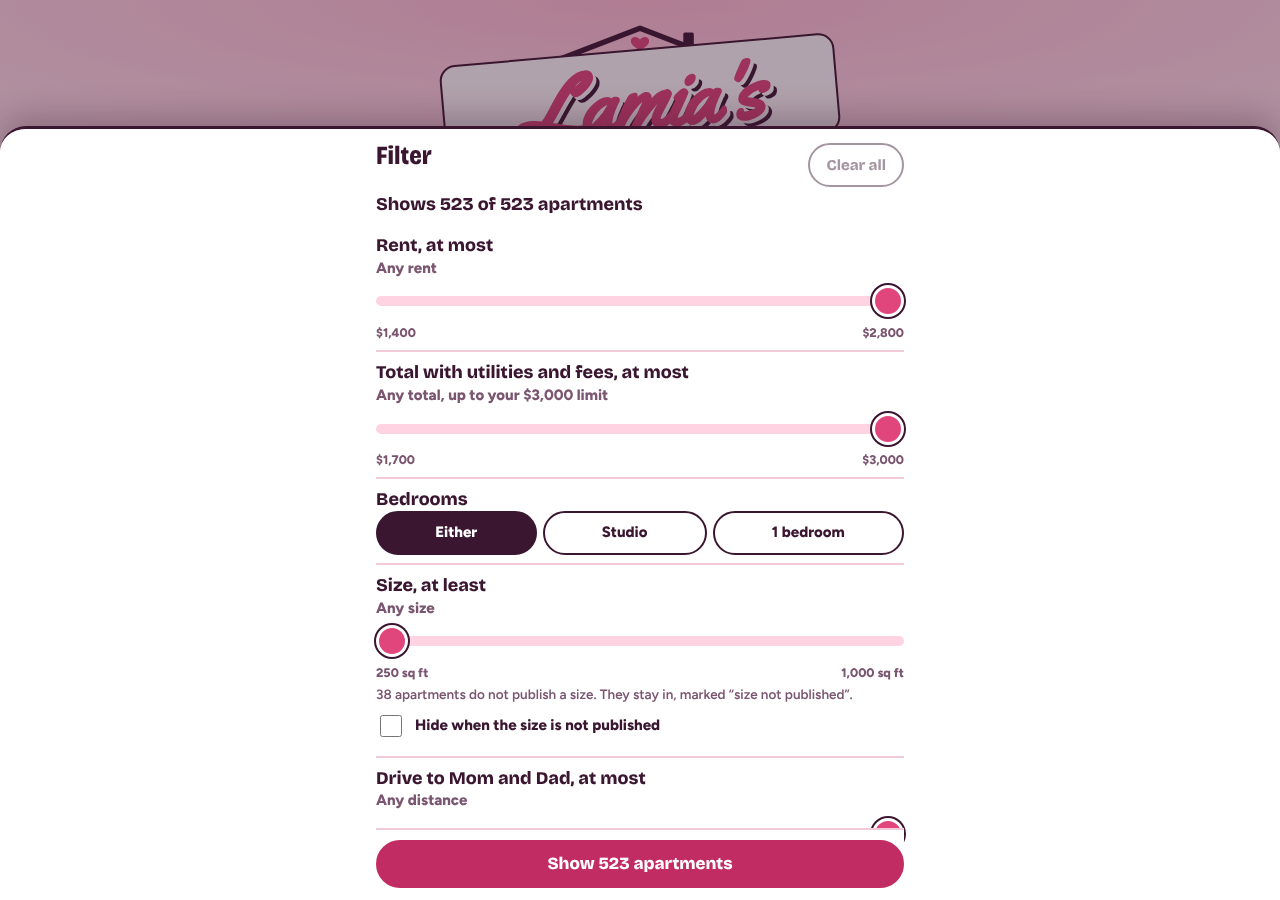 Lamia's
Filter
Clear all
Shows 523 of 523 apartments
Rent, at most
Any rent
$1,400
$2,800
Total with utilities and fees, at most
Any total, up to your $3,000 limit
$1,700
$3,000
Bedrooms
Either
Studio
1 bedroom
Size, at least
Any size
250 sq ft
1,000 sq ft
38 apartments do not publish a size. They stay in, marked “size not published”.
Hide when the size is not published
Drive to Mom and Dad, at most
Any distance
Show 523 apartments